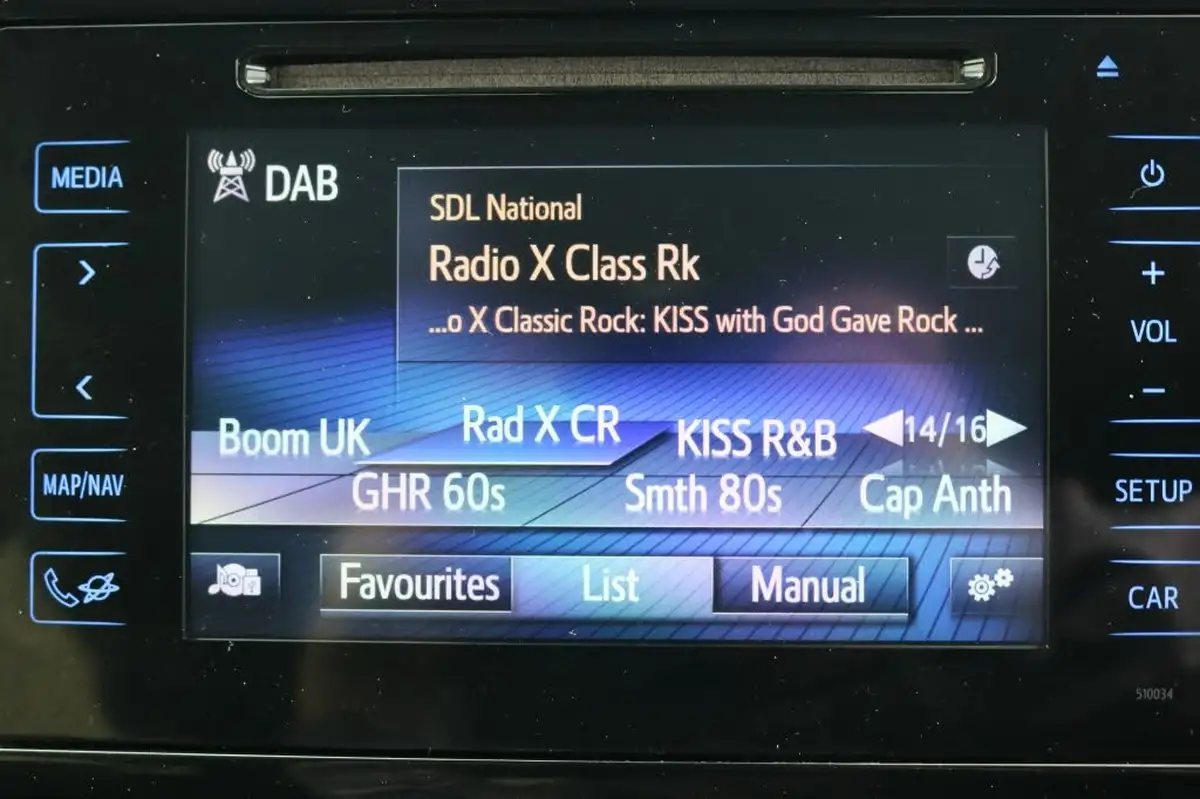 MEDIA
DAB
SDL National
Radio X Class Rk
...o X Classic Rock: KISS with God Gave Rock ...
VOL
Boom UK
Rad X CR
KISS R&B
14/16
GHR 60s
Smth 80s
Cap Anth
MAP/NAV
SETUP
Favourites
List
Manual
CAR
510034